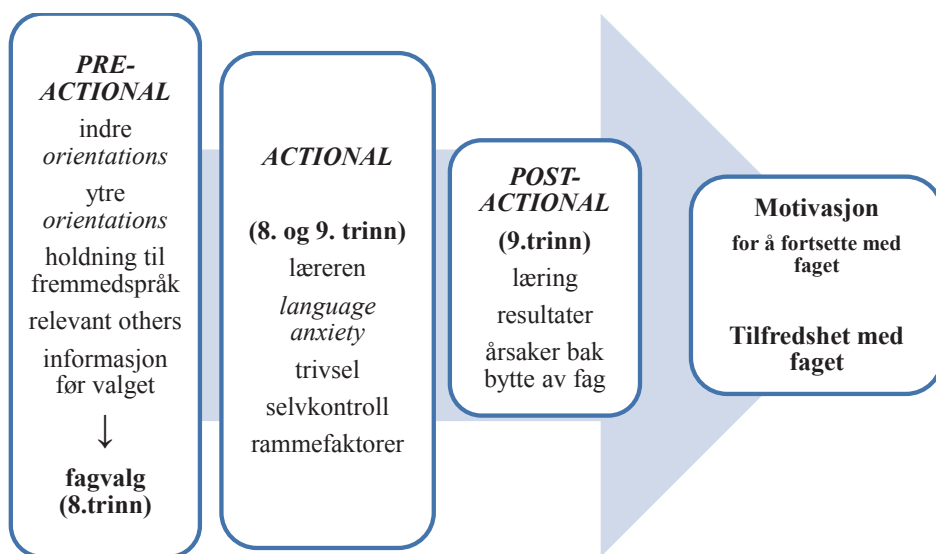 PRE-
ACTIONAL
indre
orientations
ytre
orientations
holdning til
fremmedspråk
relevant others
informasjon
før valget
↓
fagvalg
(8.trinn)
ACTIONAL
(8. og 9. trinn)
læreren
language
anxiety
trivsel
selvkontroll
rammefaktorer
POST-
ACTIONAL
(9.trinn)
læring
resultater
årsaker bak
bytte av fag
Motivasjon
for å fortsette med
faget
Tilfredshet med
faget